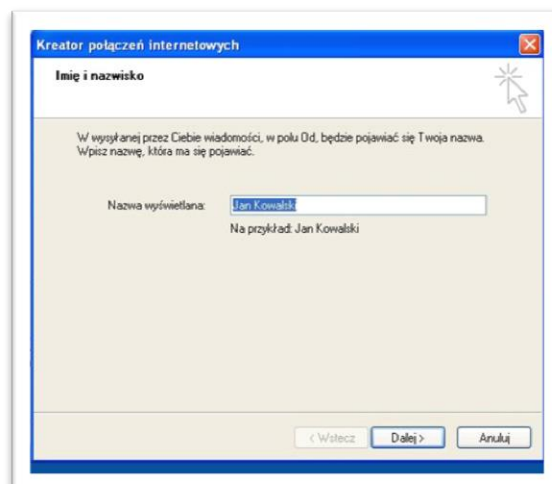 Kreator połączeń internetowych
Imię i nazwisko
W wysyłanej przez Ciebie wiadomości, w polu Od, będzie pojawiać się Twoja nazwa.
Wpisz nazwę, która ma się pojawiać.
Nazwa wyświetlana: Jan Kowalski
Na przykład: Jan Kowalski
< Wstecz Dalej > Anuluj